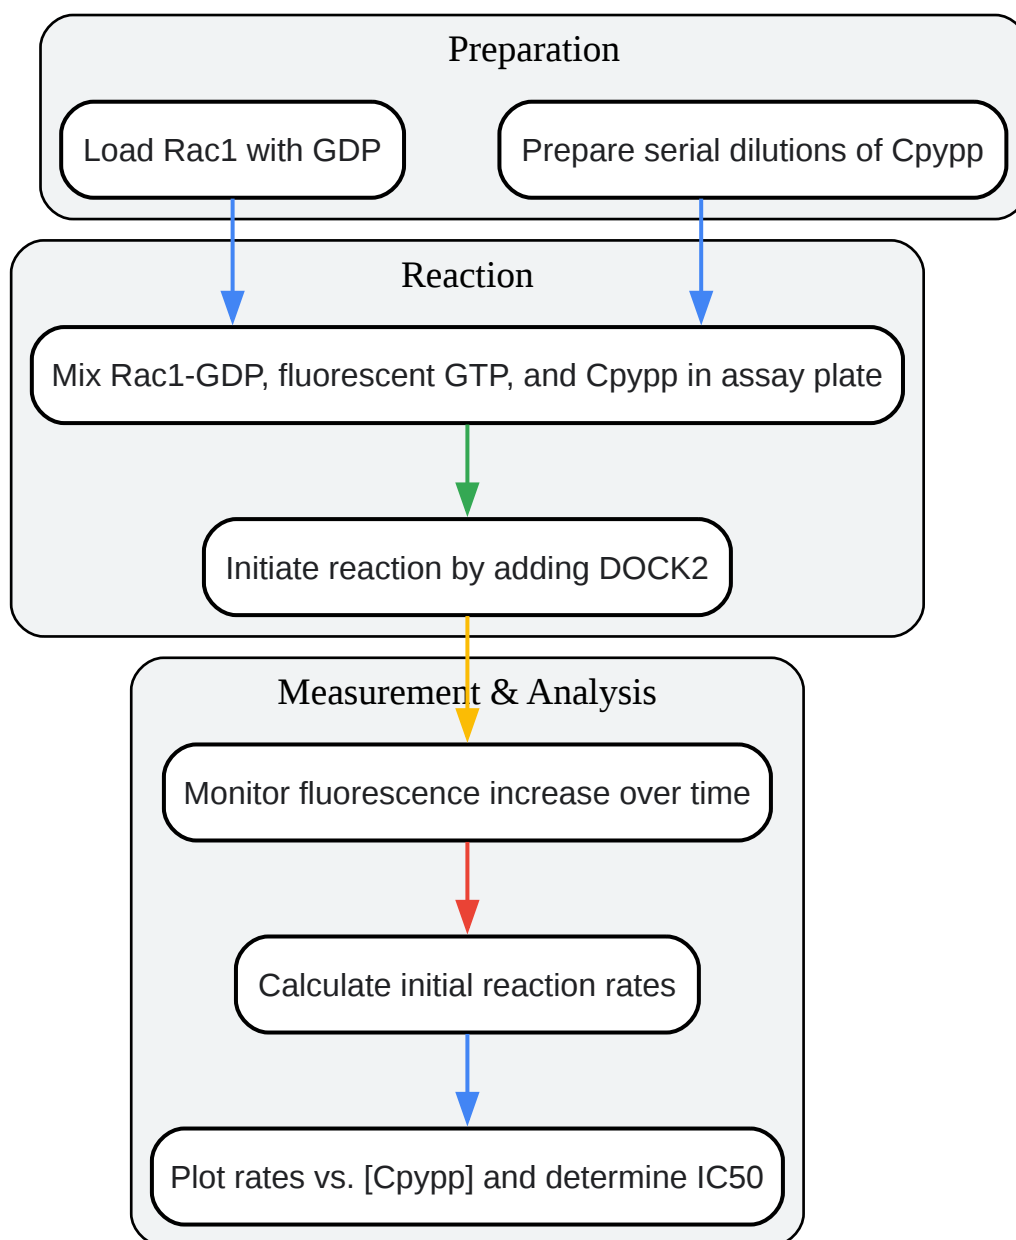 Preparation
Load Rac1 with GDP
Prepare serial dilutions of Cpypp
Reaction
Mix Rac1-GDP, fluorescent GTP, and Cpypp in assay plate
Initiate reaction by adding DOCK2
Measurement & Analysis
Monitor fluorescence increase over time
Calculate initial reaction rates
Plot rates vs. [Cpypp] and determine IC50